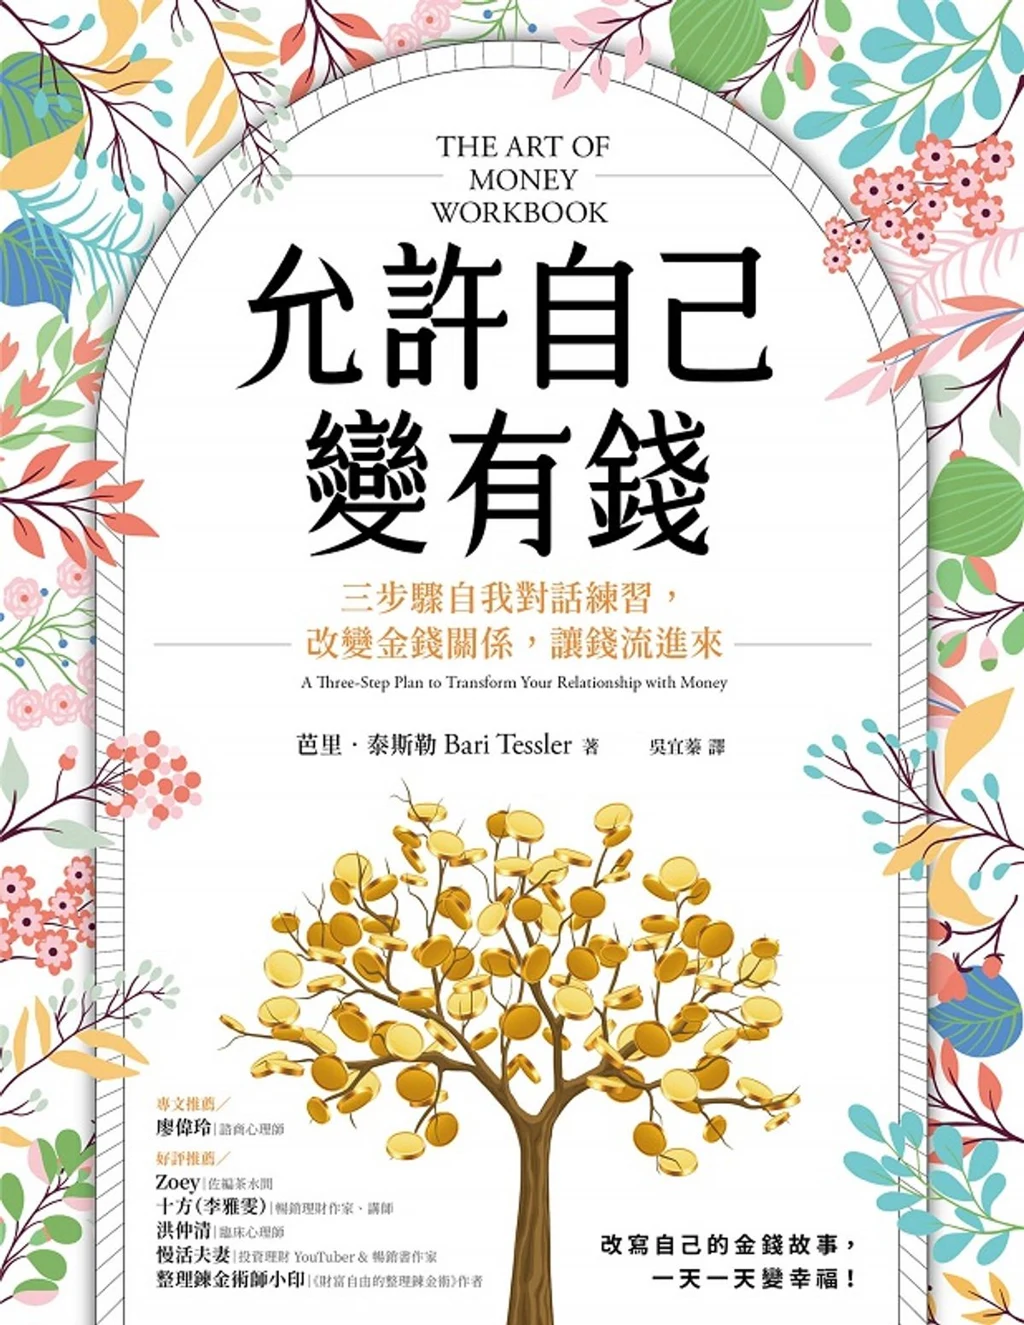 THE ART OF
MONEY
WORKBOOK
允許自己
變有錢
三步驟自我對話練習，
改變金錢關係，讓錢流進來
A Three-Step Plan to Transform Your Relationship with Money
芭里．泰斯勒 Bari Tessler 著　吳宜蓁 譯
專文推薦／
廖偉玲|諮商心理師
好評推薦／
Zoey|佐編茶水間
十方（李雅雯）|暢銷理財作家、講師
洪仲清|臨床心理師
慢活夫妻|投資理財 YouTuber & 暢銷書作家
整理鍊金術師小印|《財富自由的整理鍊金術》作者
改寫自己的金錢故事，
一天一天變幸福！